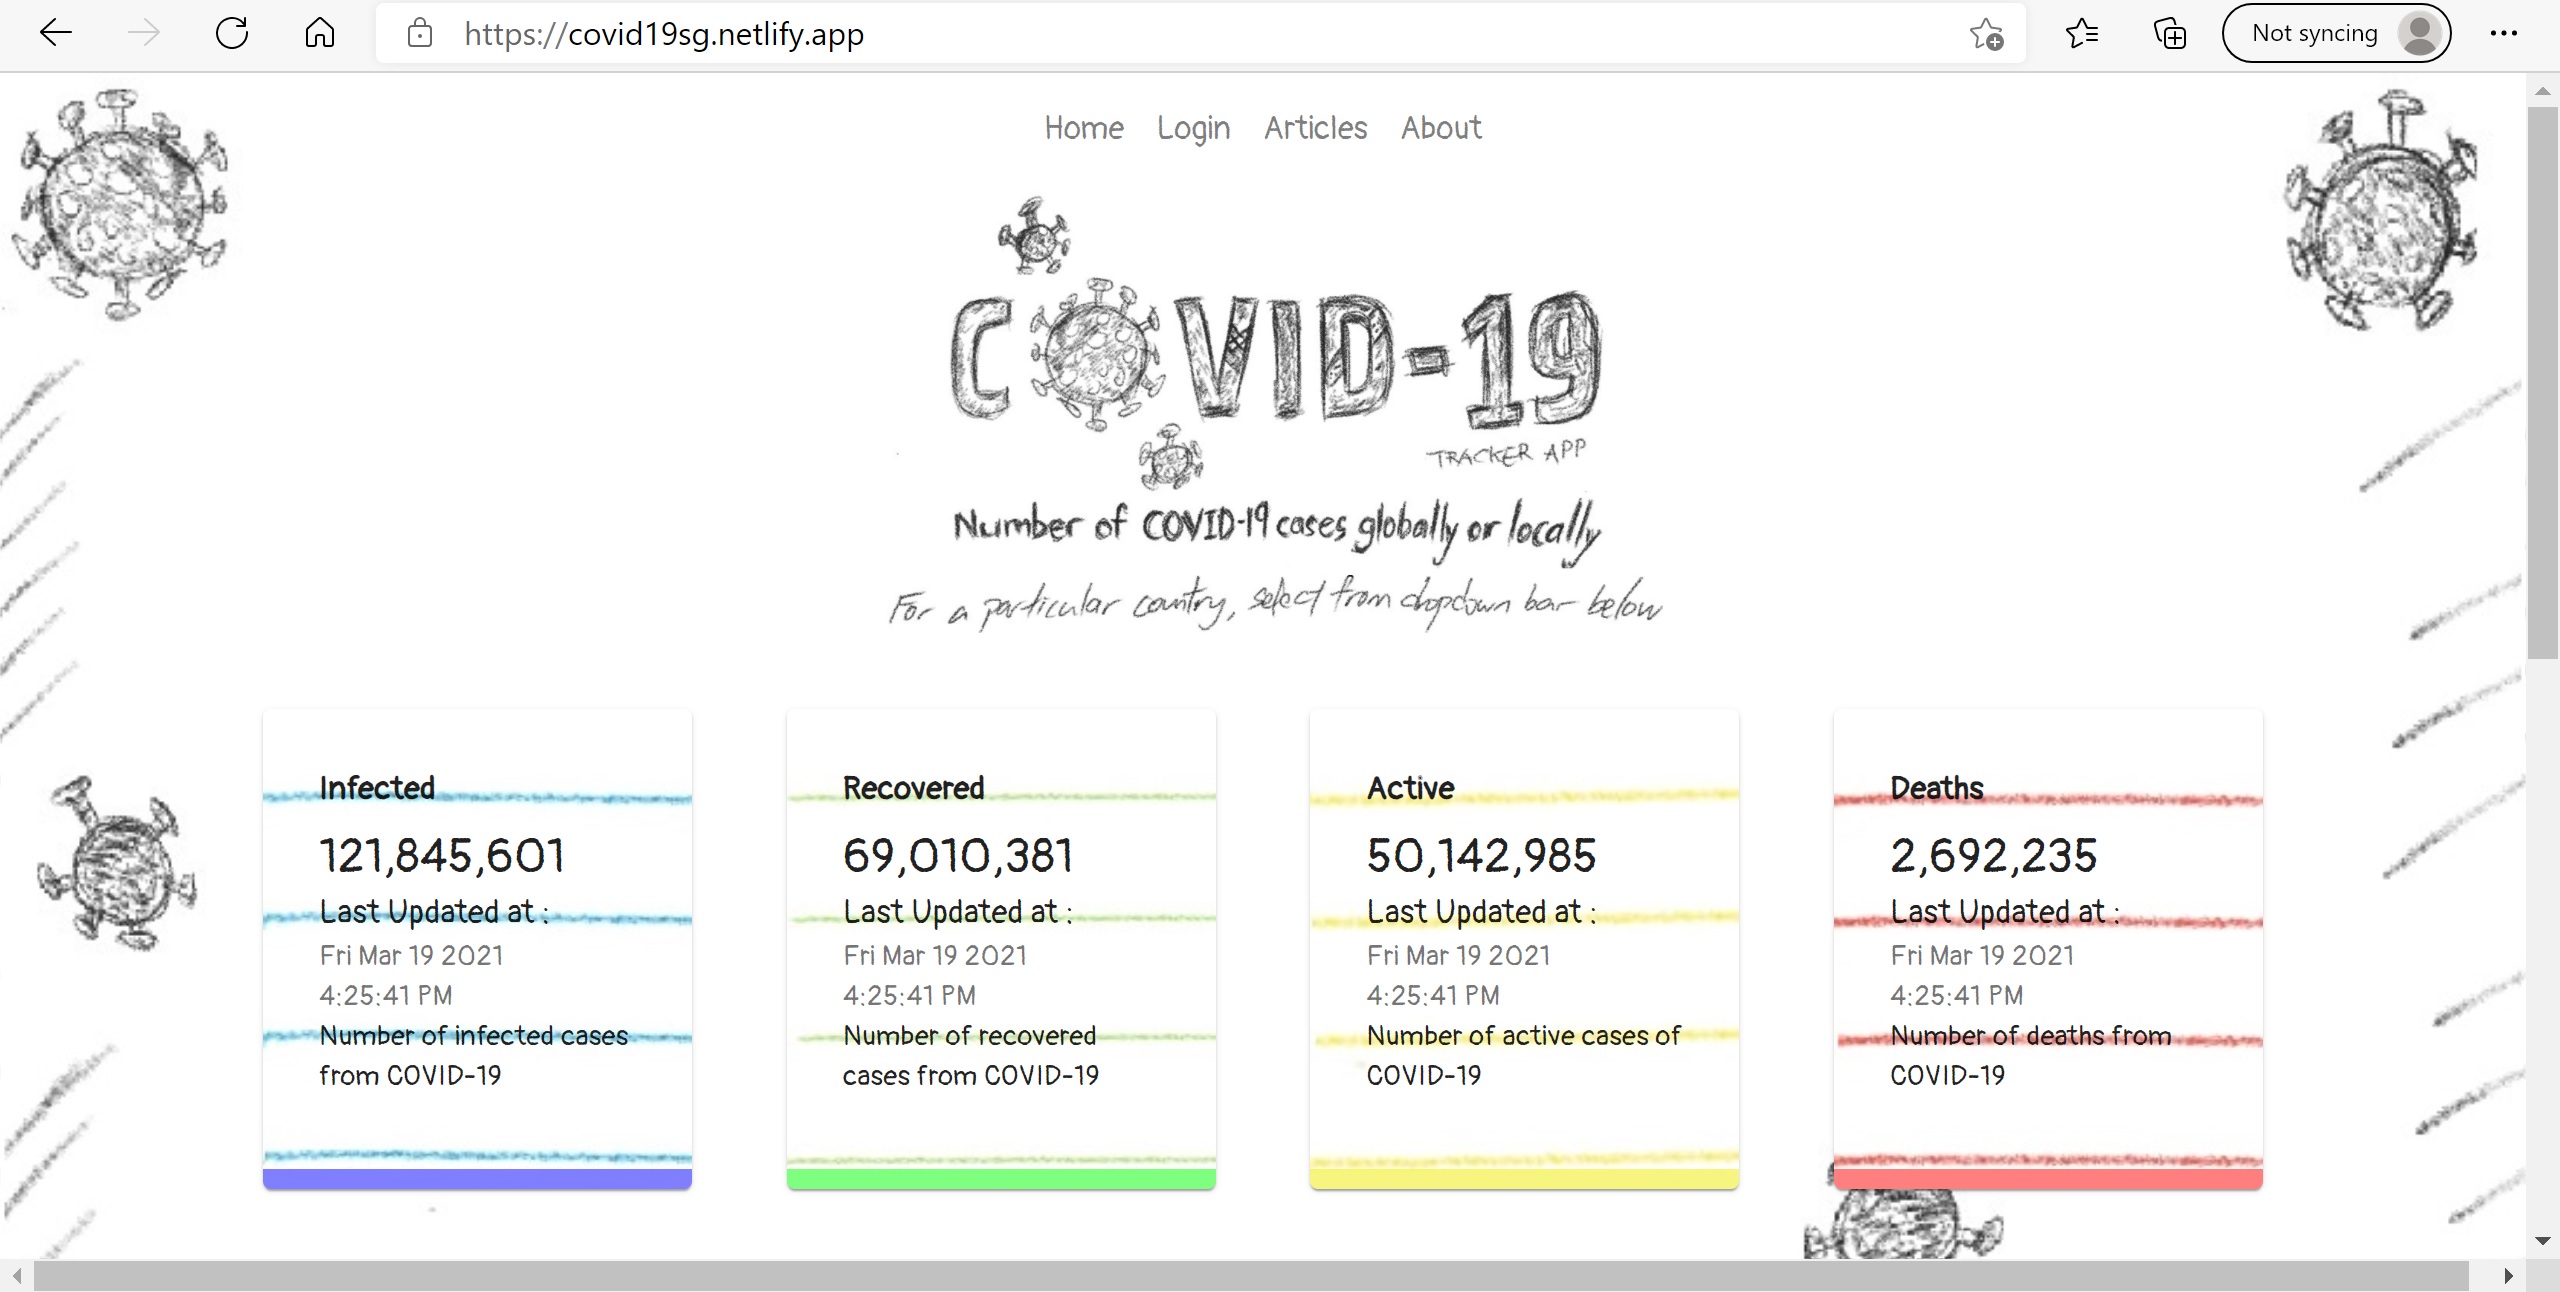 https://covid19sg.netlify.app
Not syncing
Home Login Articles About
COVID-19
TRACKER APP
Number of COVID-19 cases globally or locally
For a particular country, select from dropdown bar below
Infected
121,845,601
Last Updated at :
Fri Mar 19 2021
4:25:41 PM
Number of infected cases
from COVID-19
Recovered
69,010,381
Last Updated at :
Fri Mar 19 2021
4:25:41 PM
Number of recovered
cases from COVID-19
Active
50,142,985
Last Updated at :
Fri Mar 19 2021
4:25:41 PM
Number of active cases of
COVID-19
Deaths
2,692,235
Last Updated at :
Fri Mar 19 2021
4:25:41 PM
Number of deaths from
COVID-19